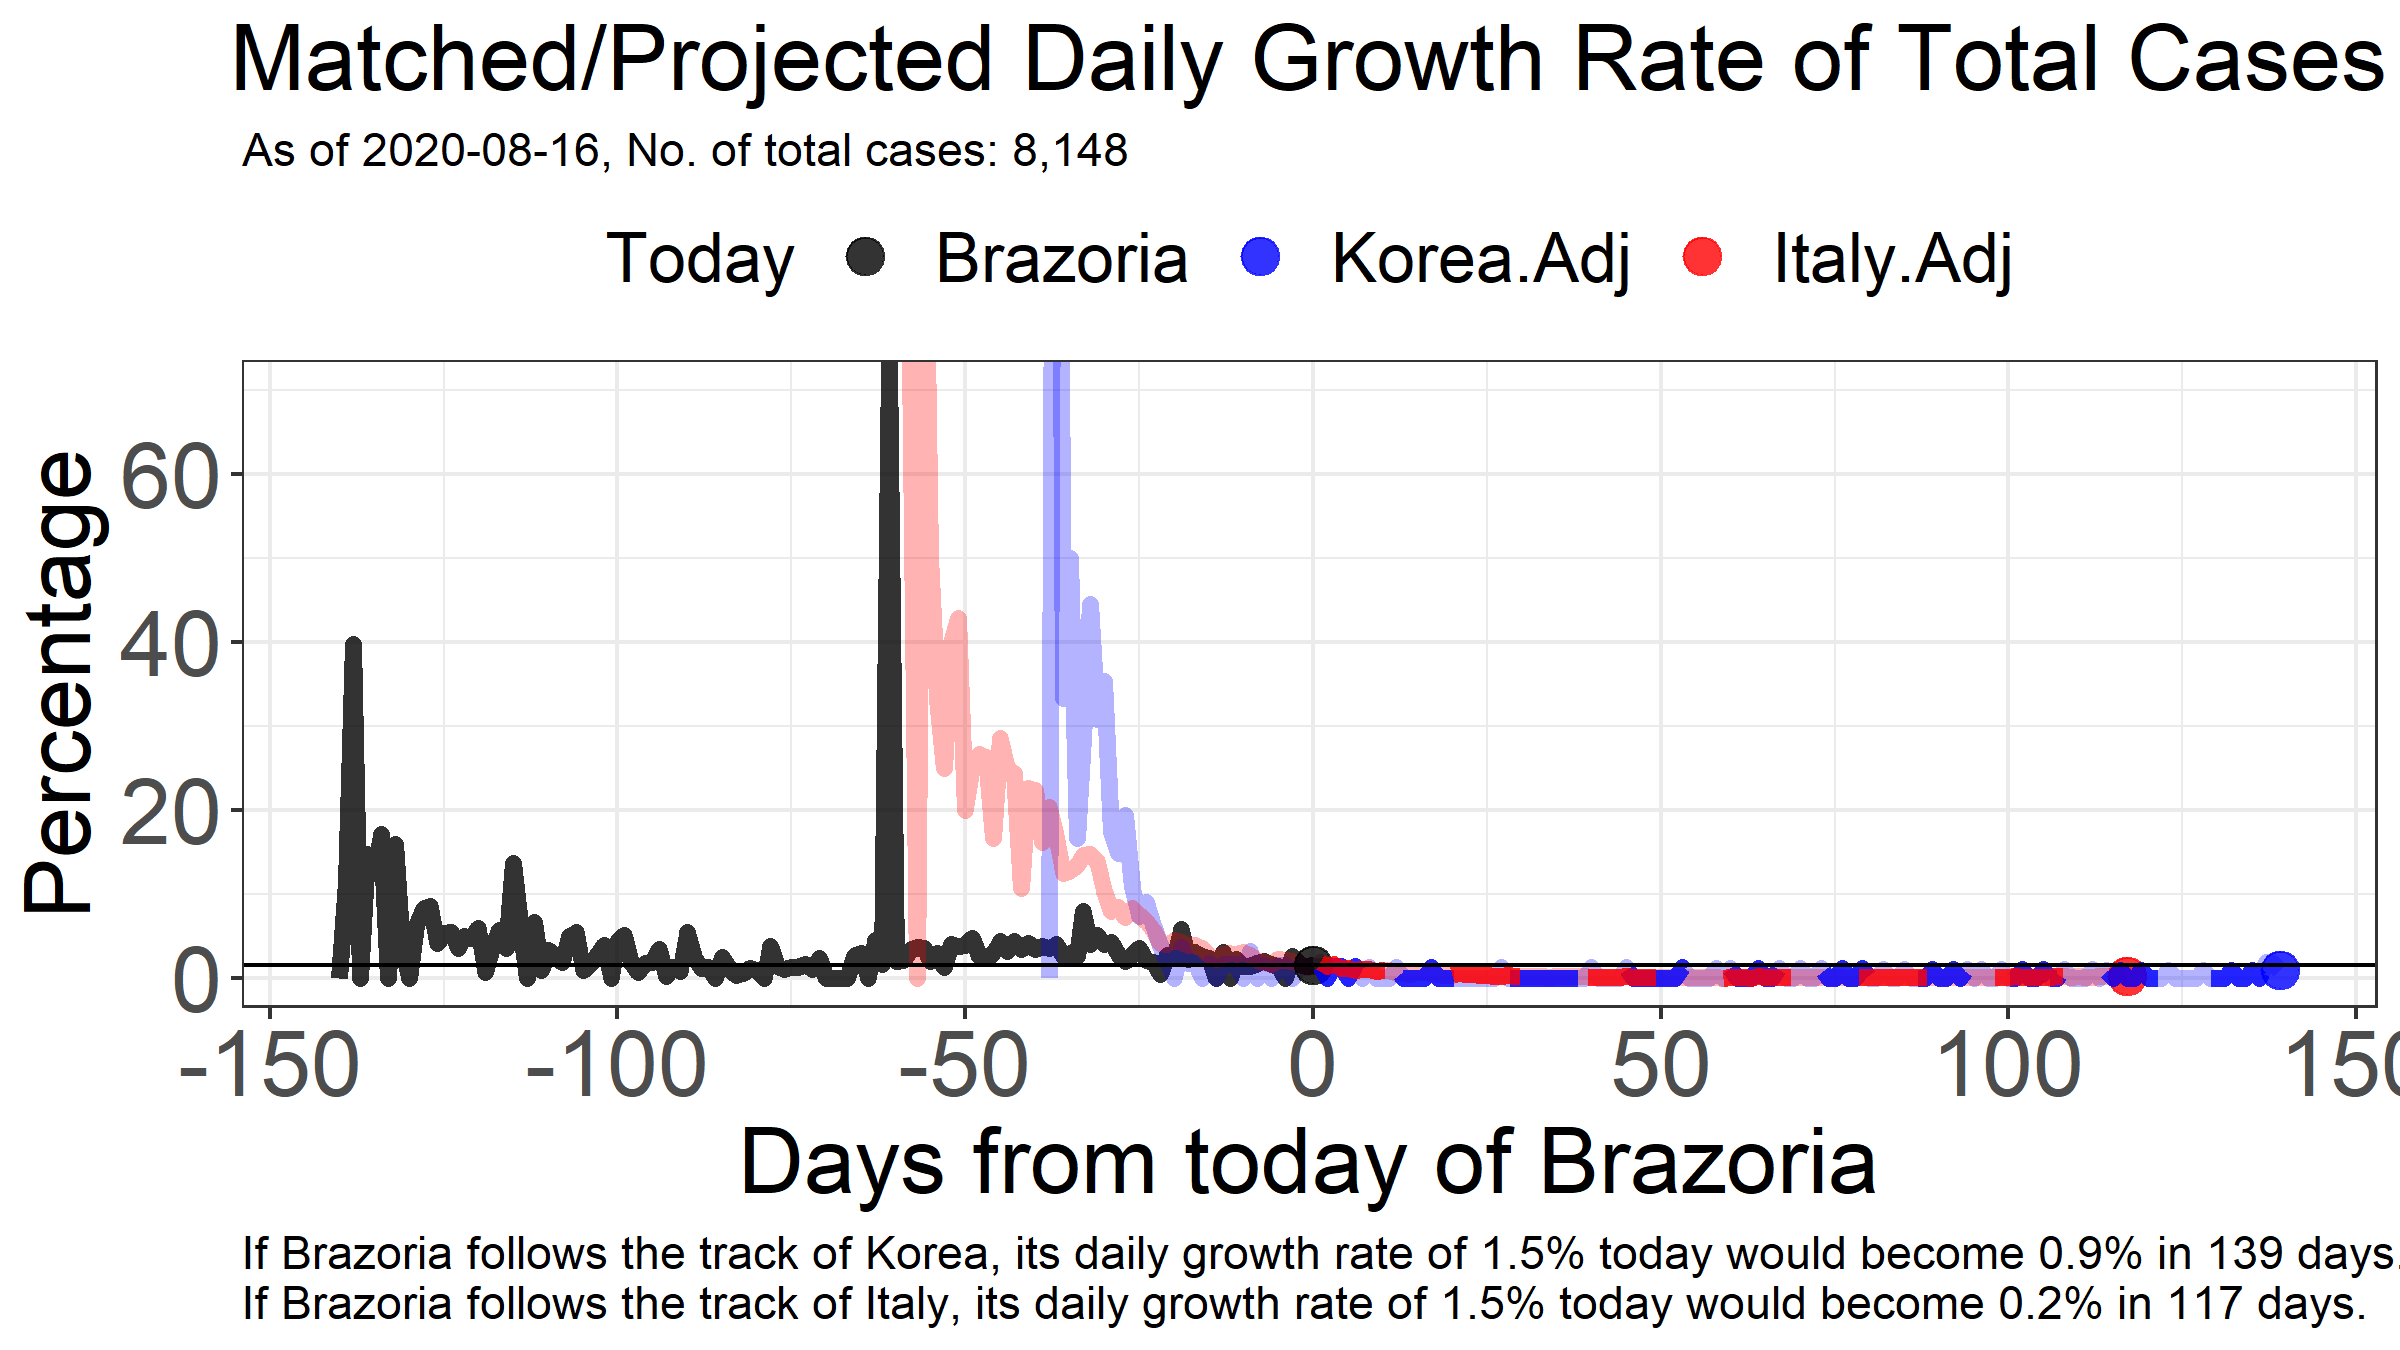 Matched/Projected Daily Growth Rate of Total Cases
As of 2020-08-16, No. of total cases: 8,148
Today Brazoria Korea.Adj Italy.Adj
Percentage
60
40
20
0
-150 -100 -50 0 50 100 150
Days from today of Brazoria
If Brazoria follows the track of Korea, its daily growth rate of 1.5% today would become 0.9% in 139 days.
If Brazoria follows the track of Italy, its daily growth rate of 1.5% today would become 0.2% in 117 days.